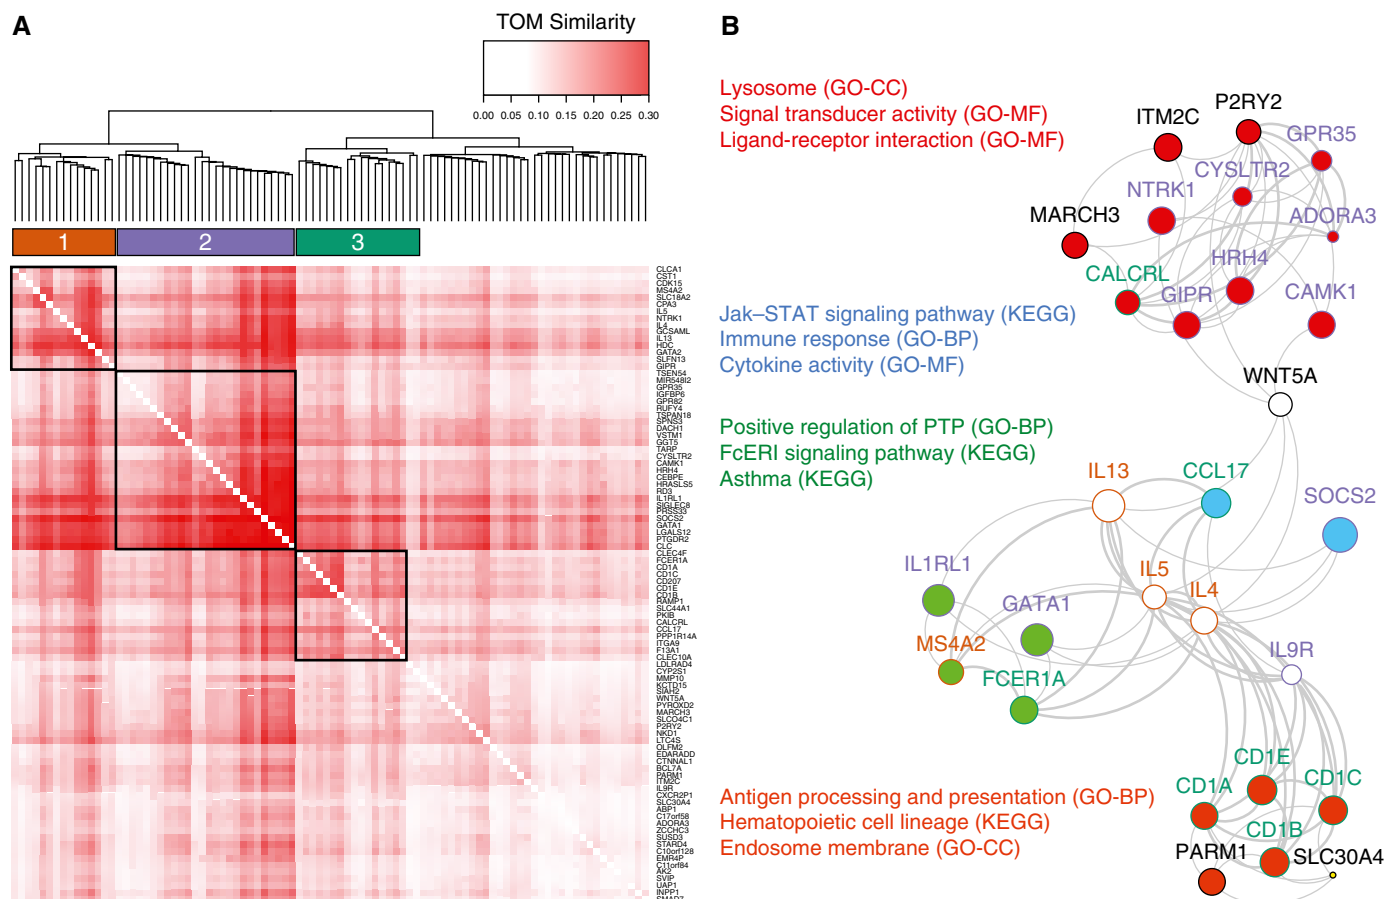 A
TOM Similarity
0.00 0.05 0.10 0.15 0.20 0.25 0.30
1 2 3
CLCA1
CST1
CDK15
MS4A2
SLC18A2
CPA3
IL5
NTRK1
IL4
GCSAML
IL13
HDC
GATA2
SLFN13
GIPR
TSEN54
MIR548I2
GPR35
IGFBP6
GPR82
RUFY4
TSPAN18
SPNS3
DACH1
VSTM1
GGT5
TARP
CYSLTR2
CAMK1
HRH4
CEBPE
HRASLS5
RD3
IL1RL1
SIGLEC8
PRSS33
SOCS2
GATA1
LGALS12
PTGDR2
CLC
CLEC4F
FCER1A
CD1A
CD1C
CD207
CD1E
CD1B
RAMP1
SLC44A1
PKIB
CALCRL
CCL17
PPP1R14A
ITGA9
F13A1
CLEC10A
LDLRAD4
CYP2S1
MMP10
KCTD15
SIAH2
WNT5A
PYROXD2
MARCH3
SLCO4C1
P2RY2
NKD1
LTC4S
OLFM2
EDARADD
CTNNAL1
BCL7A
PARM1
ITM2C
IL9R
CXCR2P1
SLC30A4
ABP1
C17orf58
ADORA3
ZCCHC3
SUSD3
STARD4
C10orf128
EMR4P
C11orf84
AK2
SVIP
UAP1
INPP1
B
Lysosome (GO-CC)
Signal transducer activity (GO-MF)
Ligand-receptor interaction (GO-MF)
Jak–STAT signaling pathway (KEGG)
Immune response (GO-BP)
Cytokine activity (GO-MF)
Positive regulation of PTP (GO-BP)
FcERI signaling pathway (KEGG)
Asthma (KEGG)
Antigen processing and presentation (GO-BP)
Hematopoietic cell lineage (KEGG)
Endosome membrane (GO-CC)
P2RY2
ITM2C
GPR35
CYSLTR2
NTRK1
MARCH3
ADORA3
HRH4
CALCRL
GIPR
CAMK1
WNT5A
IL13
CCL17
SOCS2
IL1RL1
IL5
IL4
GATA1
MS4A2
IL9R
FCER1A
CD1E
CD1A
CD1C
CD1B
PARM1
SLC30A4